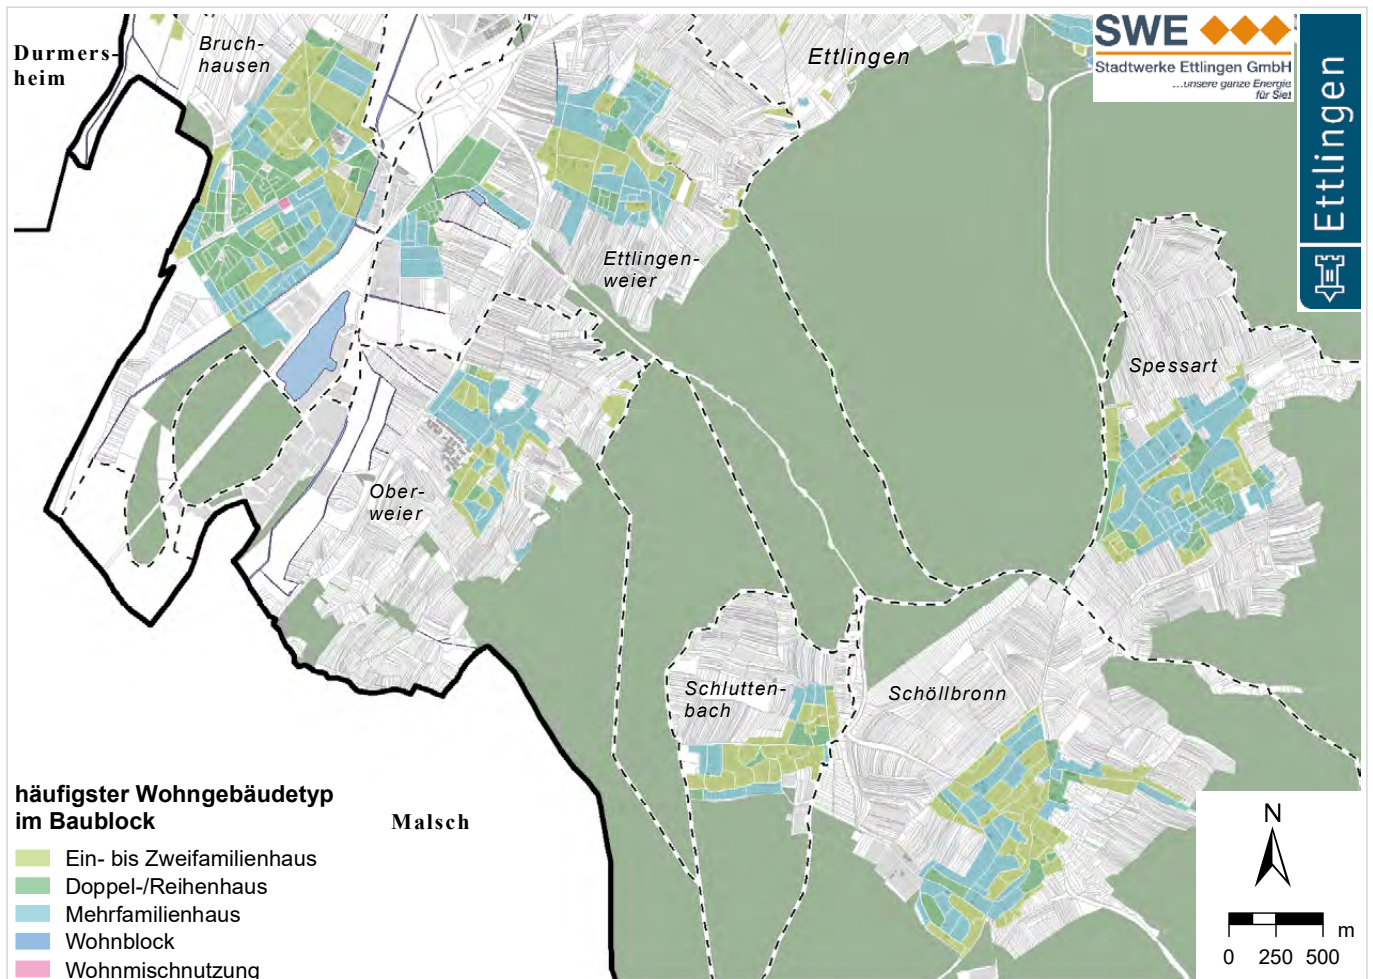 Durmers-
heim
Bruch-
hausen
Ettlingen
SWE
Stadtwerke Ettlingen GmbH
...unsere ganze Energie
für Sie!
Ettlingen
Ettlingen-
weier
Spessart
Ober-
weier
Schlutten-
bach
Schöllbronn
Malsch
häufigster Wohngebäudetyp
im Baublock
Ein- bis Zweifamilienhaus
Doppel-/Reihenhaus
Mehrfamilienhaus
Wohnblock
Wohnmischnutzung
N
m
0 250 500